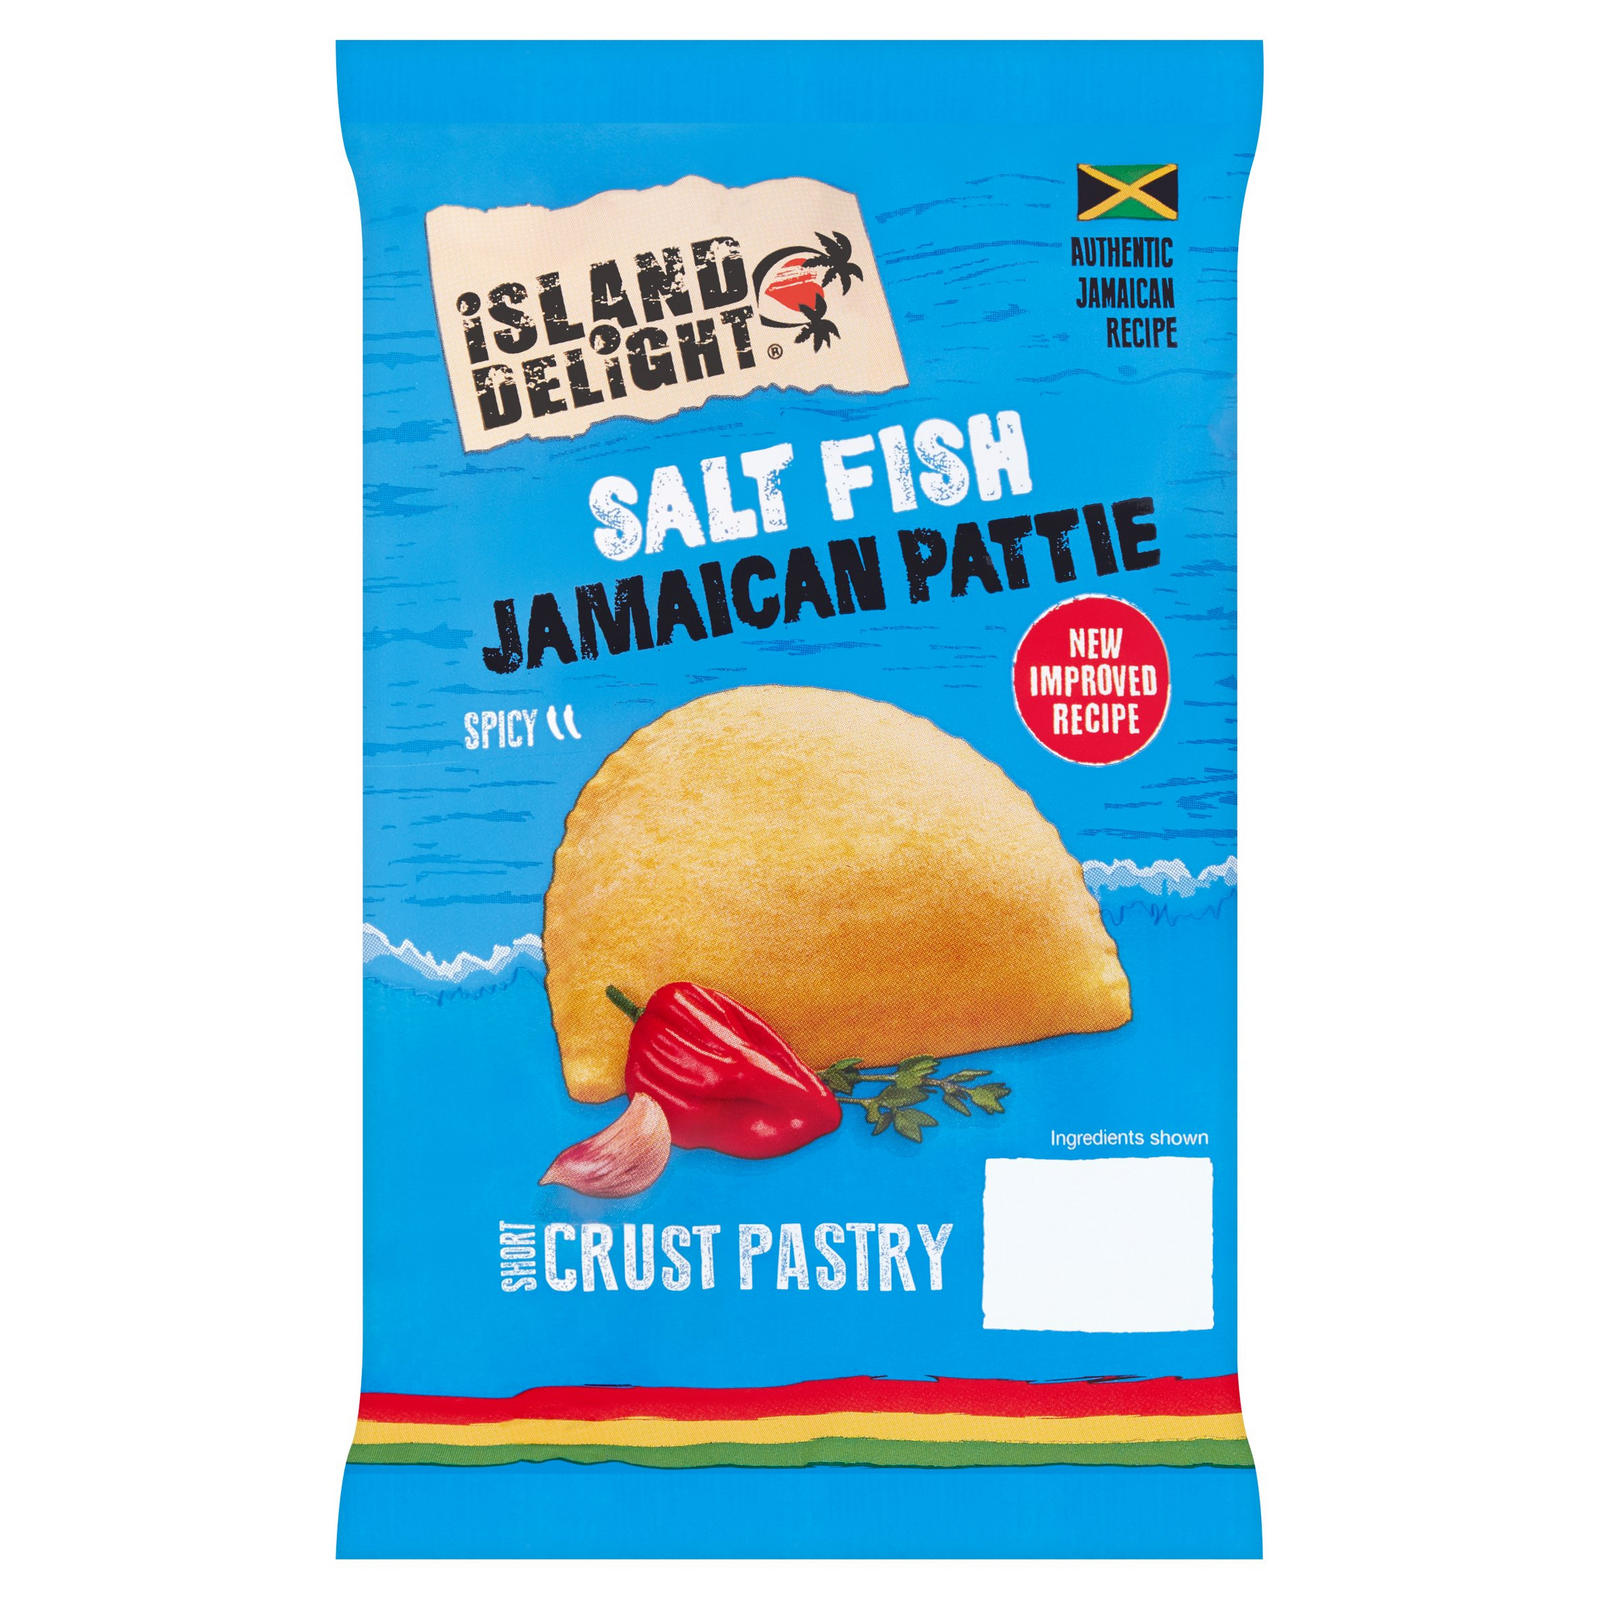 iSLAND
DELiGHT®
AUTHENTIC
JAMAICAN
RECIPE
SALT FISH
JAMAICAN PATTIE
NEW
IMPROVED
RECIPE
SPICY
Ingredients shown
SHORT CRUST PASTRY